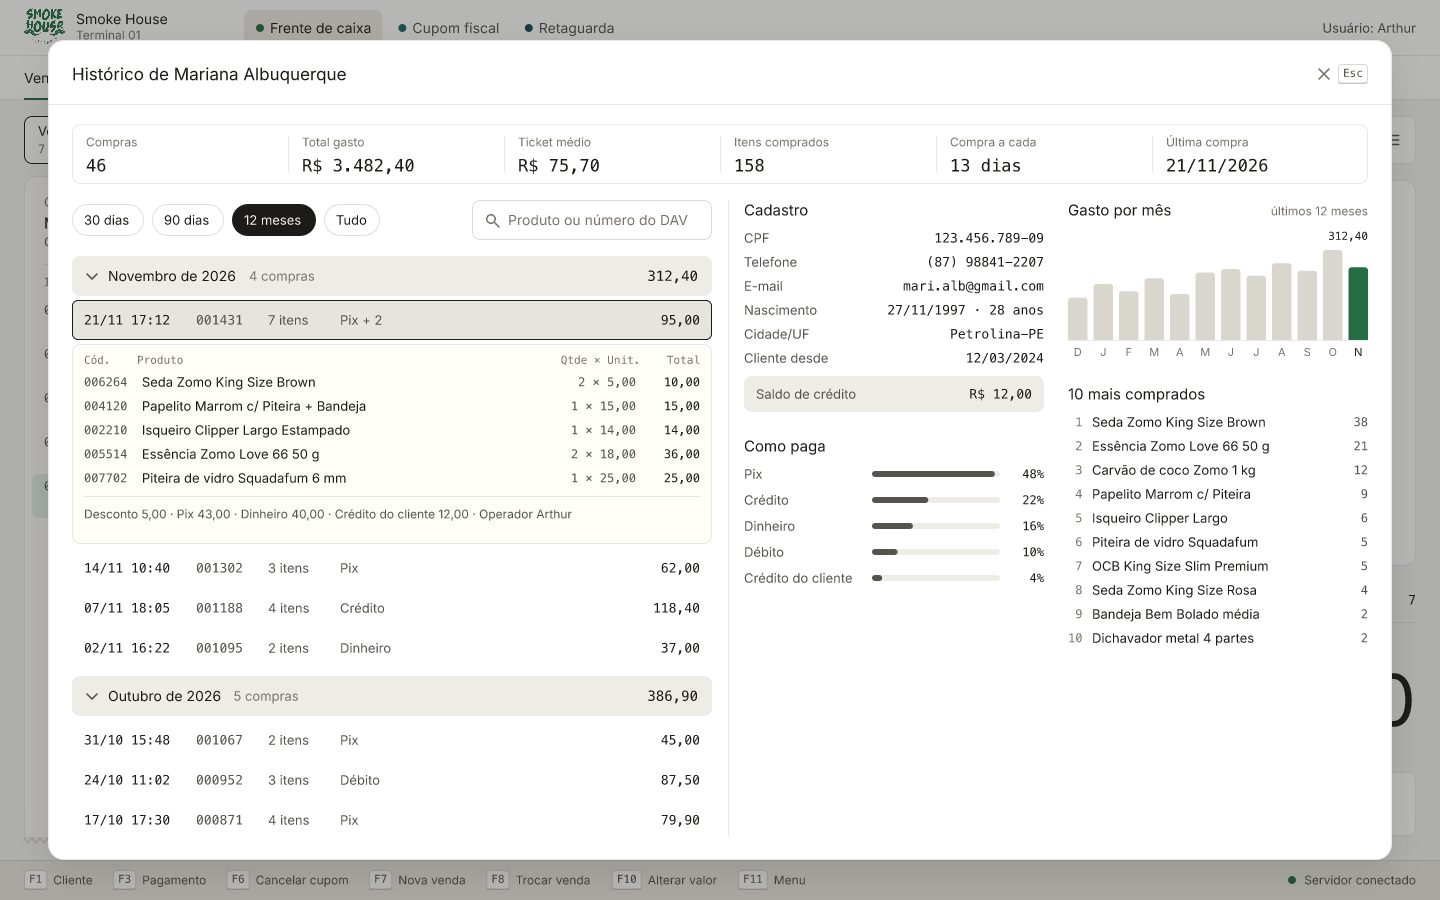 SMOKE
HOUSE
Smoke House
Terminal 01
Frente de caixa
Cupom fiscal
Retaguarda
Usuário: Arthur
Histórico de Mariana Albuquerque
Esc
Compras
46
Total gasto
R$ 3.482,40
Ticket médio
R$ 75,70
Itens comprados
158
Compra a cada
13 dias
Última compra
21/11/2026
30 dias
90 dias
12 meses
Tudo
Produto ou número do DAV
Novembro de 2026 4 compras 312,40
21/11 17:12 001431 7 itens Pix + 2 95,00
Cód. Produto Qtde × Unit. Total
006264 Seda Zomo King Size Brown 2 × 5,00 10,00
004120 Papelito Marrom c/ Piteira + Bandeja 1 × 15,00 15,00
002210 Isqueiro Clipper Largo Estampado 1 × 14,00 14,00
005514 Essência Zomo Love 66 50 g 2 × 18,00 36,00
007702 Piteira de vidro Squadafum 6 mm 1 × 25,00 25,00
Desconto 5,00 · Pix 43,00 · Dinheiro 40,00 · Crédito do cliente 12,00 · Operador Arthur
14/11 10:40 001302 3 itens Pix 62,00
07/11 18:05 001188 4 itens Crédito 118,40
02/11 16:22 001095 2 itens Dinheiro 37,00
Outubro de 2026 5 compras 386,90
31/10 15:48 001067 2 itens Pix 45,00
24/10 11:02 000952 3 itens Débito 87,50
17/10 17:30 000871 4 itens Pix 79,90
Cadastro
CPF 123.456.789-09
Telefone (87) 98841-2207
E-mail mari.alb@gmail.com
Nascimento 27/11/1997 · 28 anos
Cidade/UF Petrolina-PE
Cliente desde 12/03/2024
Saldo de crédito R$ 12,00
Como paga
Pix 48%
Crédito 22%
Dinheiro 16%
Débito 10%
Crédito do cliente 4%
Gasto por mês últimos 12 meses
312,40
D J F M A M J J A S O N
10 mais comprados
1 Seda Zomo King Size Brown 38
2 Essência Zomo Love 66 50 g 21
3 Carvão de coco Zomo 1 kg 12
4 Papelito Marrom c/ Piteira 9
5 Isqueiro Clipper Largo 6
6 Piteira de vidro Squadafum 5
7 OCB King Size Slim Premium 5
8 Seda Zomo King Size Rosa 4
9 Bandeja Bem Bolado média 2
10 Dichavador metal 4 partes 2
7
F1 Cliente
F3 Pagamento
F6 Cancelar cupom
F7 Nova venda
F8 Trocar venda
F10 Alterar valor
F11 Menu
Servidor conectado